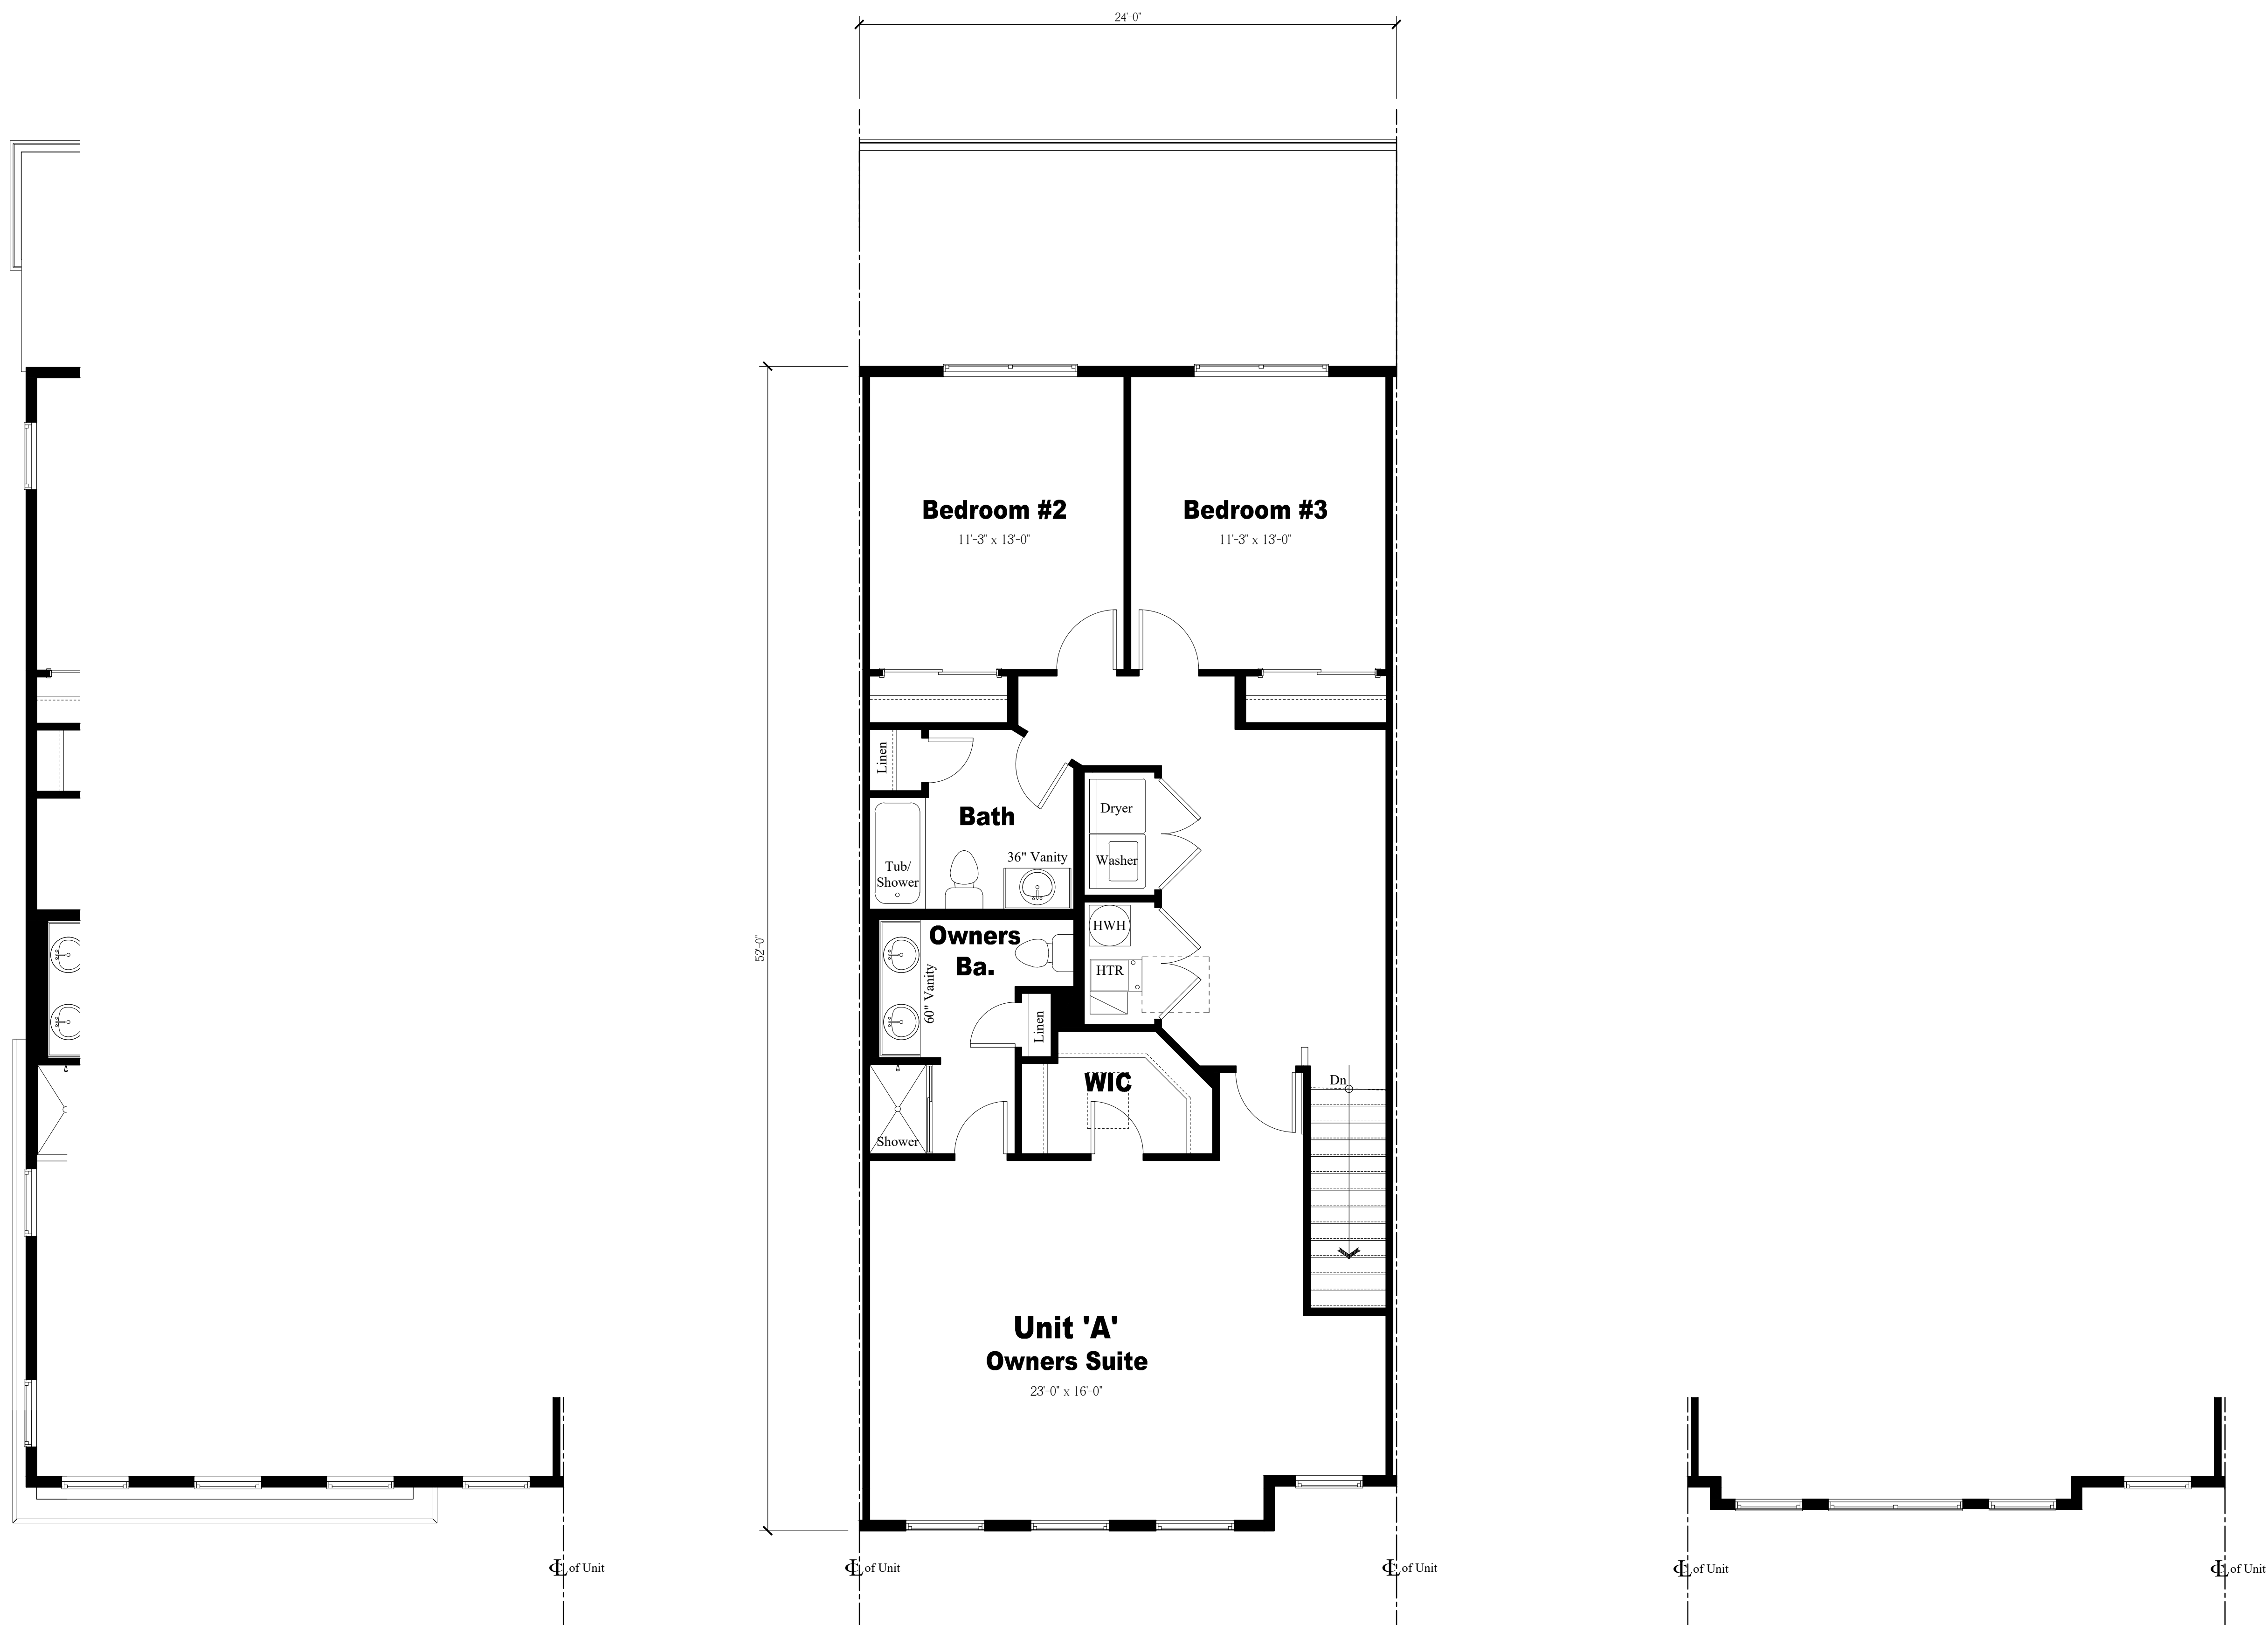 24'-0"
Bedroom #2
11'-3" x 13'-0"
Bedroom #3
11'-3" x 13'-0"
Linen
Bath
Dryer
Washer
36" Vanity
Tub/
Shower
52'-0"
Owners
Ba.
60" Vanity
HWH
HTR
Linen
WIC
Dn
Shower
Unit 'A'
Owners Suite
23'-0" x 16'-0"
℄ of Unit
℄ of Unit
℄ of Unit
℄ of Unit
℄ of Unit